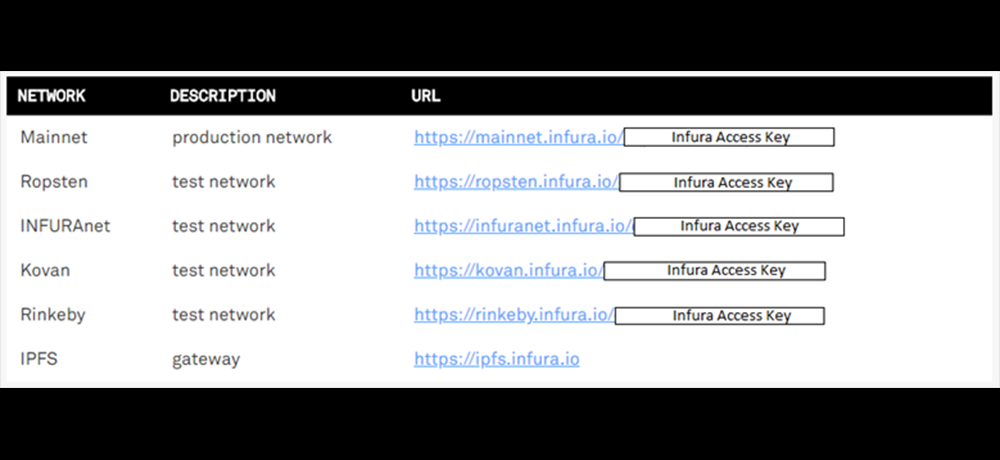 NETWORK DESCRIPTION URL
Mainnet production network https://mainnet.infura.io/ Infura Access Key
Ropsten test network https://ropsten.infura.io/ Infura Access Key
INFURAnet test network https://infuranet.infura.io/ Infura Access Key
Kovan test network https://kovan.infura.io/ Infura Access Key
Rinkeby test network https://rinkeby.infura.io/ Infura Access Key
IPFS gateway https://ipfs.infura.io